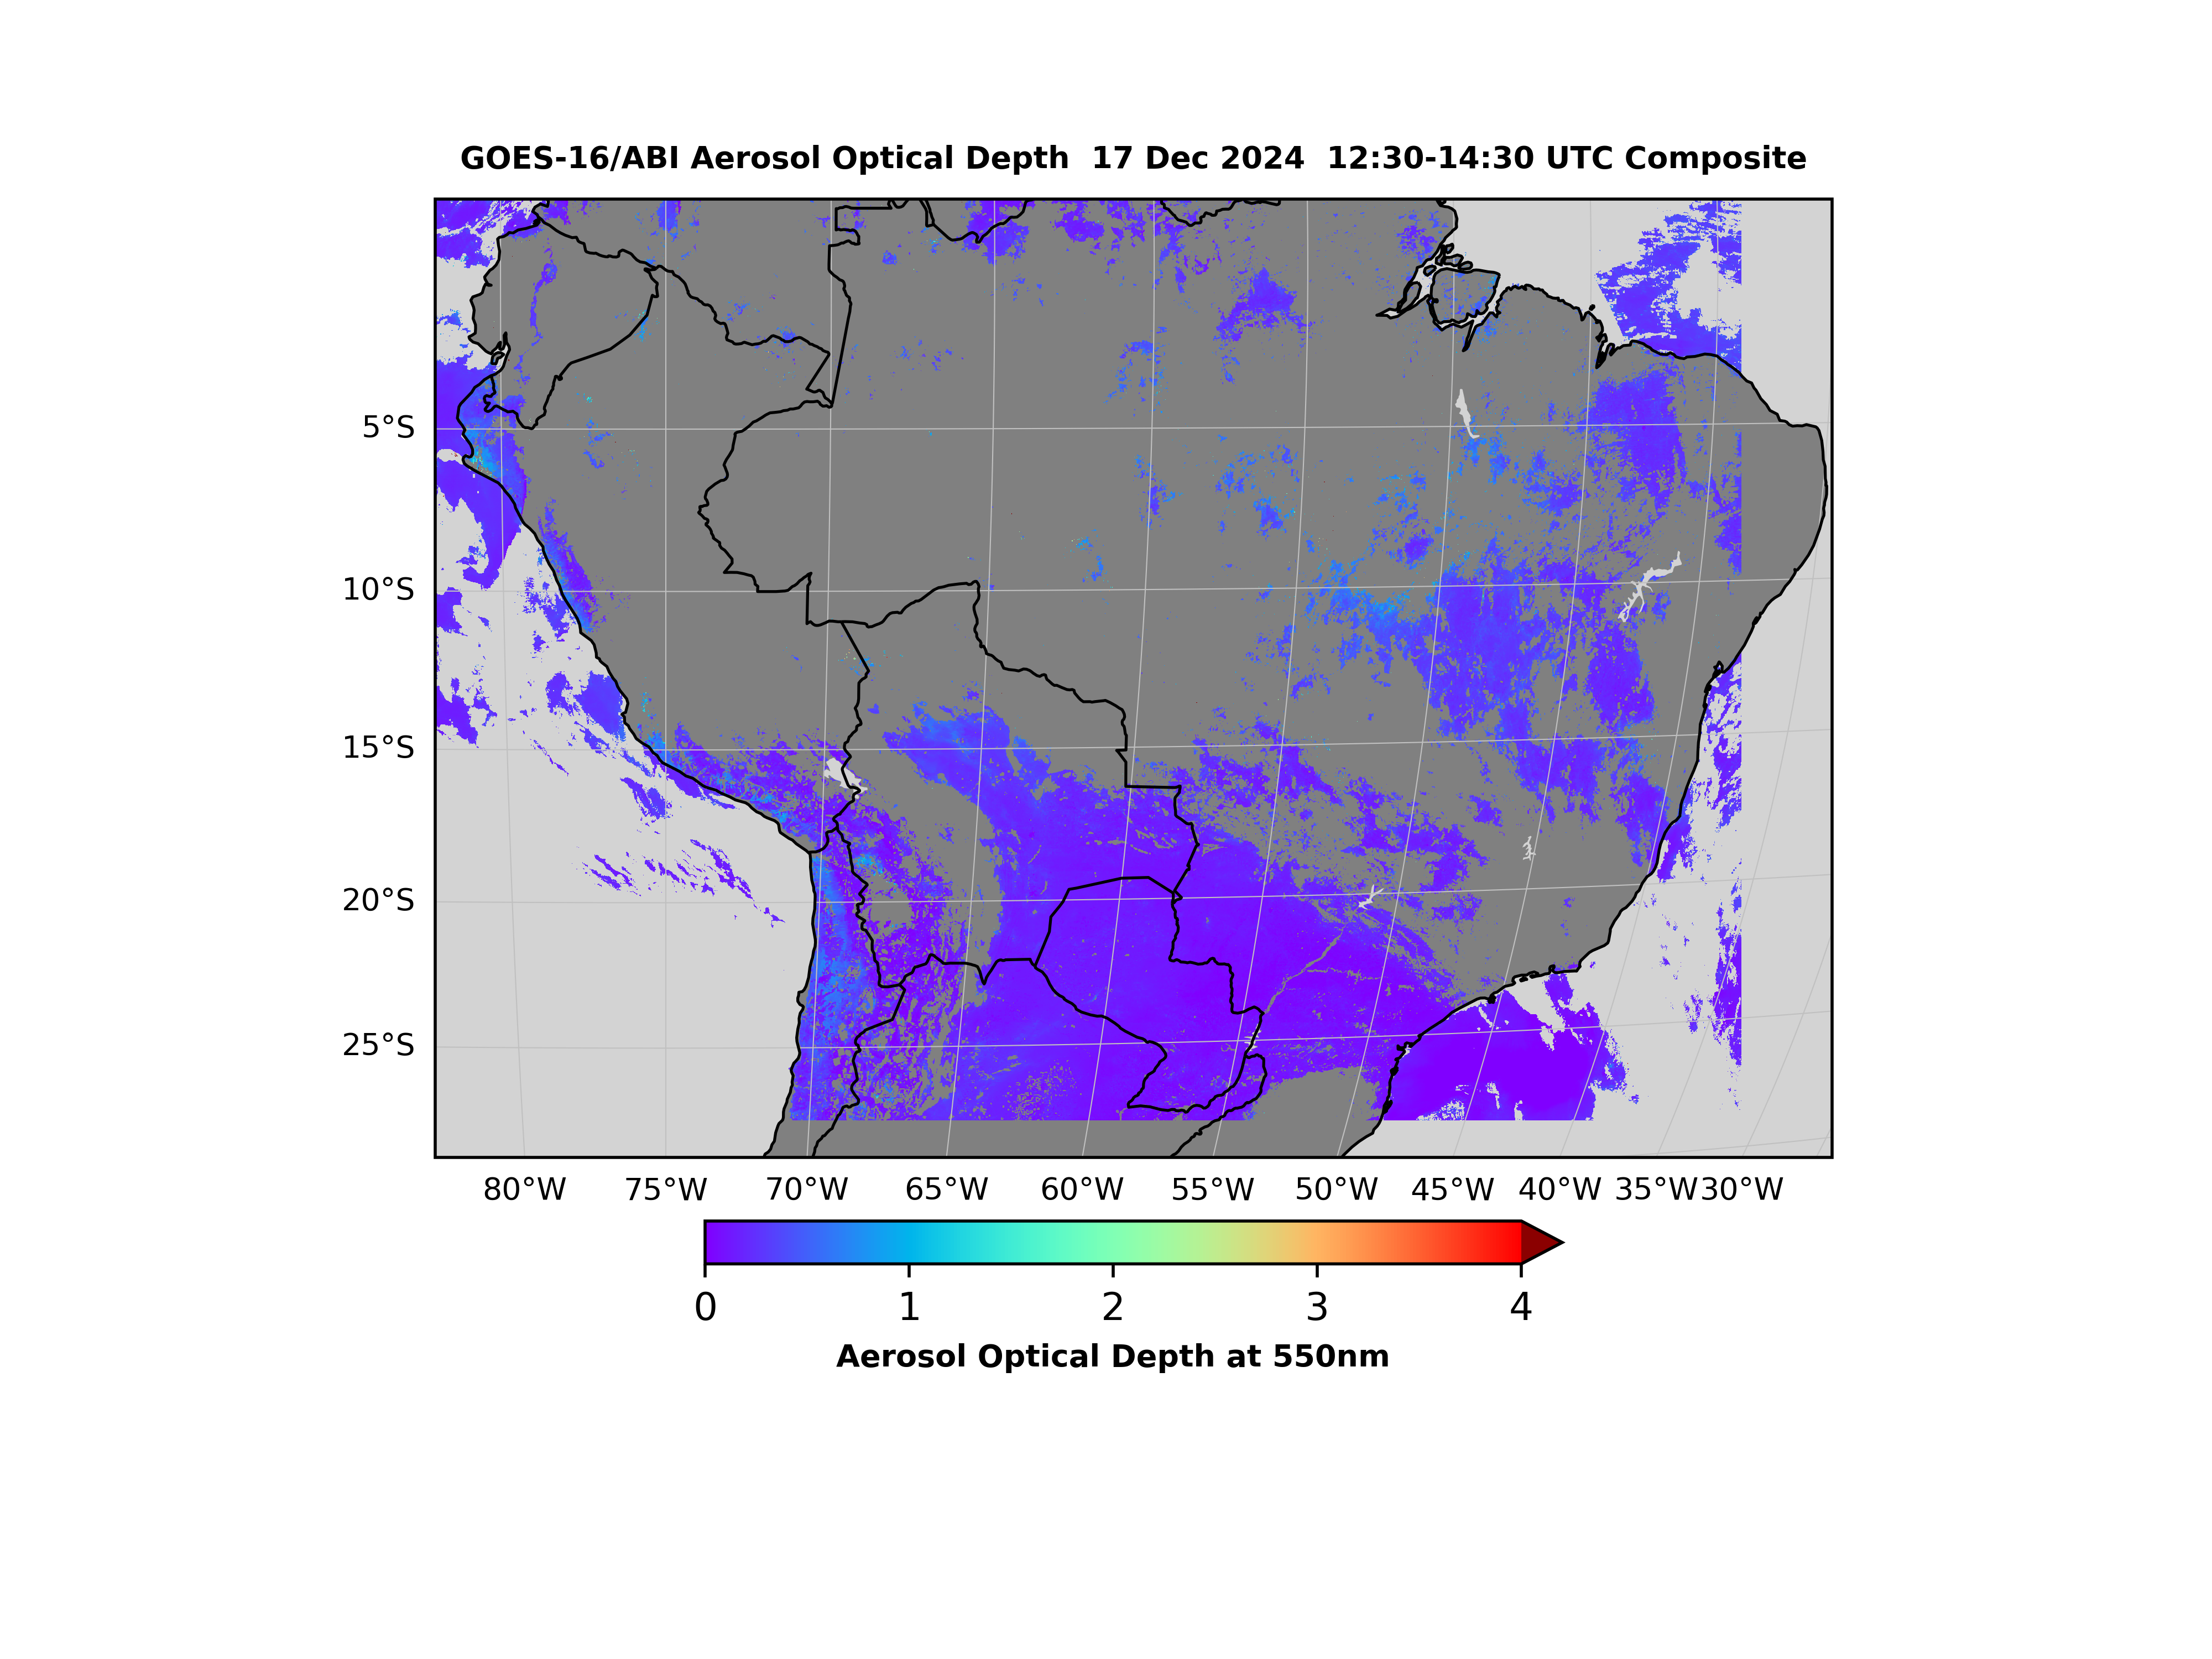 GOES-16/ABI Aerosol Optical Depth  17 Dec 2024  12:30-14:30 UTC Composite
5°S
10°S
15°S
20°S
25°S
80°W 75°W 70°W 65°W 60°W 55°W 50°W 45°W 40°W 35°W 30°W
0 1 2 3 4
Aerosol Optical Depth at 550nm